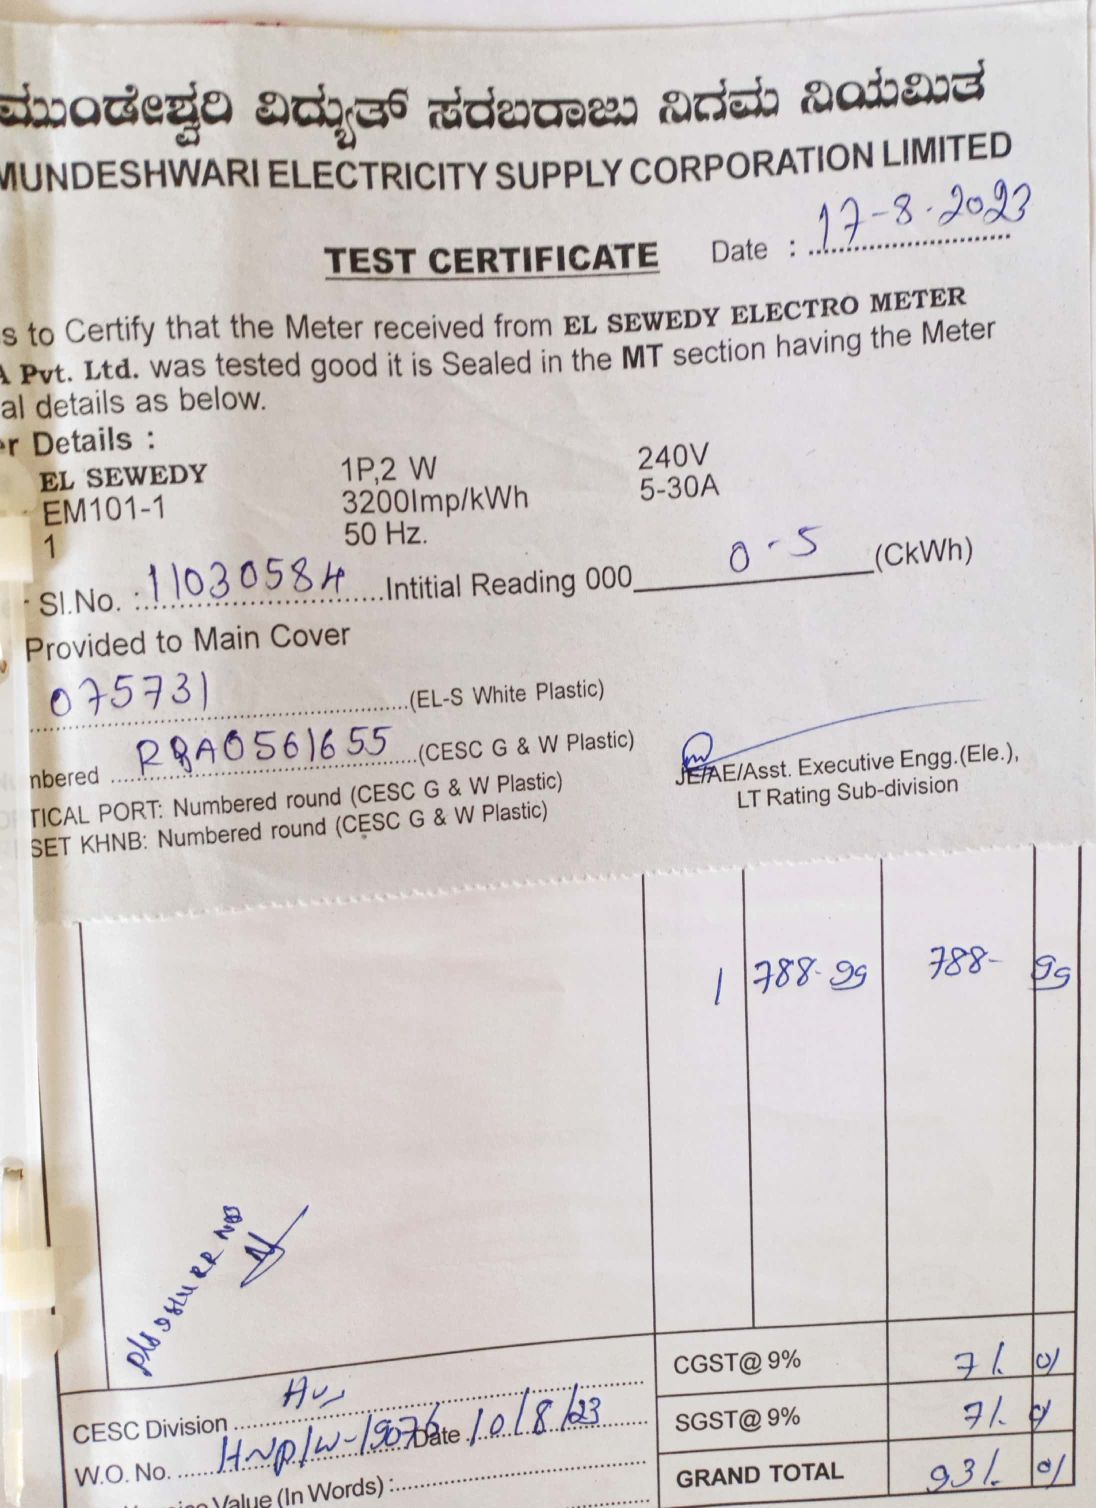 ಮುಂಡೇಶ್ವರಿ ವಿದ್ಯುತ್ ಸರಬರಾಜು ನಿಗಮ ನಿಯಮಿತ
MUNDESHWARI ELECTRICITY SUPPLY CORPORATION LIMITED
TEST CERTIFICATE Date : 17-8-2023
s to Certify that the Meter received from EL SEWEDY ELECTRO METER
A Pvt. Ltd. was tested good it is Sealed in the MT section having the Meter
al details as below.
er Details :
EL SEWEDY 1P,2 W 240V
EM101-1 3200Imp/kWh 5-30A
1 50 Hz.
Sl.No. : 11030584 Intitial Reading 000 0-5 (CkWh)
Provided to Main Cover
075731 (EL-S White Plastic)
nbered RBA0561655 (CESC G & W Plastic)
TICAL PORT: Numbered round (CESC G & W Plastic)
SET KHNB: Numbered round (CESC G & W Plastic)
JE/AE/Asst. Executive Engg.(Ele.),
LT Rating Sub-division
1 788-99 788- 99
CGST@ 9% 71.
SGST@ 9% 71.
GRAND TOTAL 931.
CESC Division
W.O. No. Date 10/8/23
Value (In Words) :